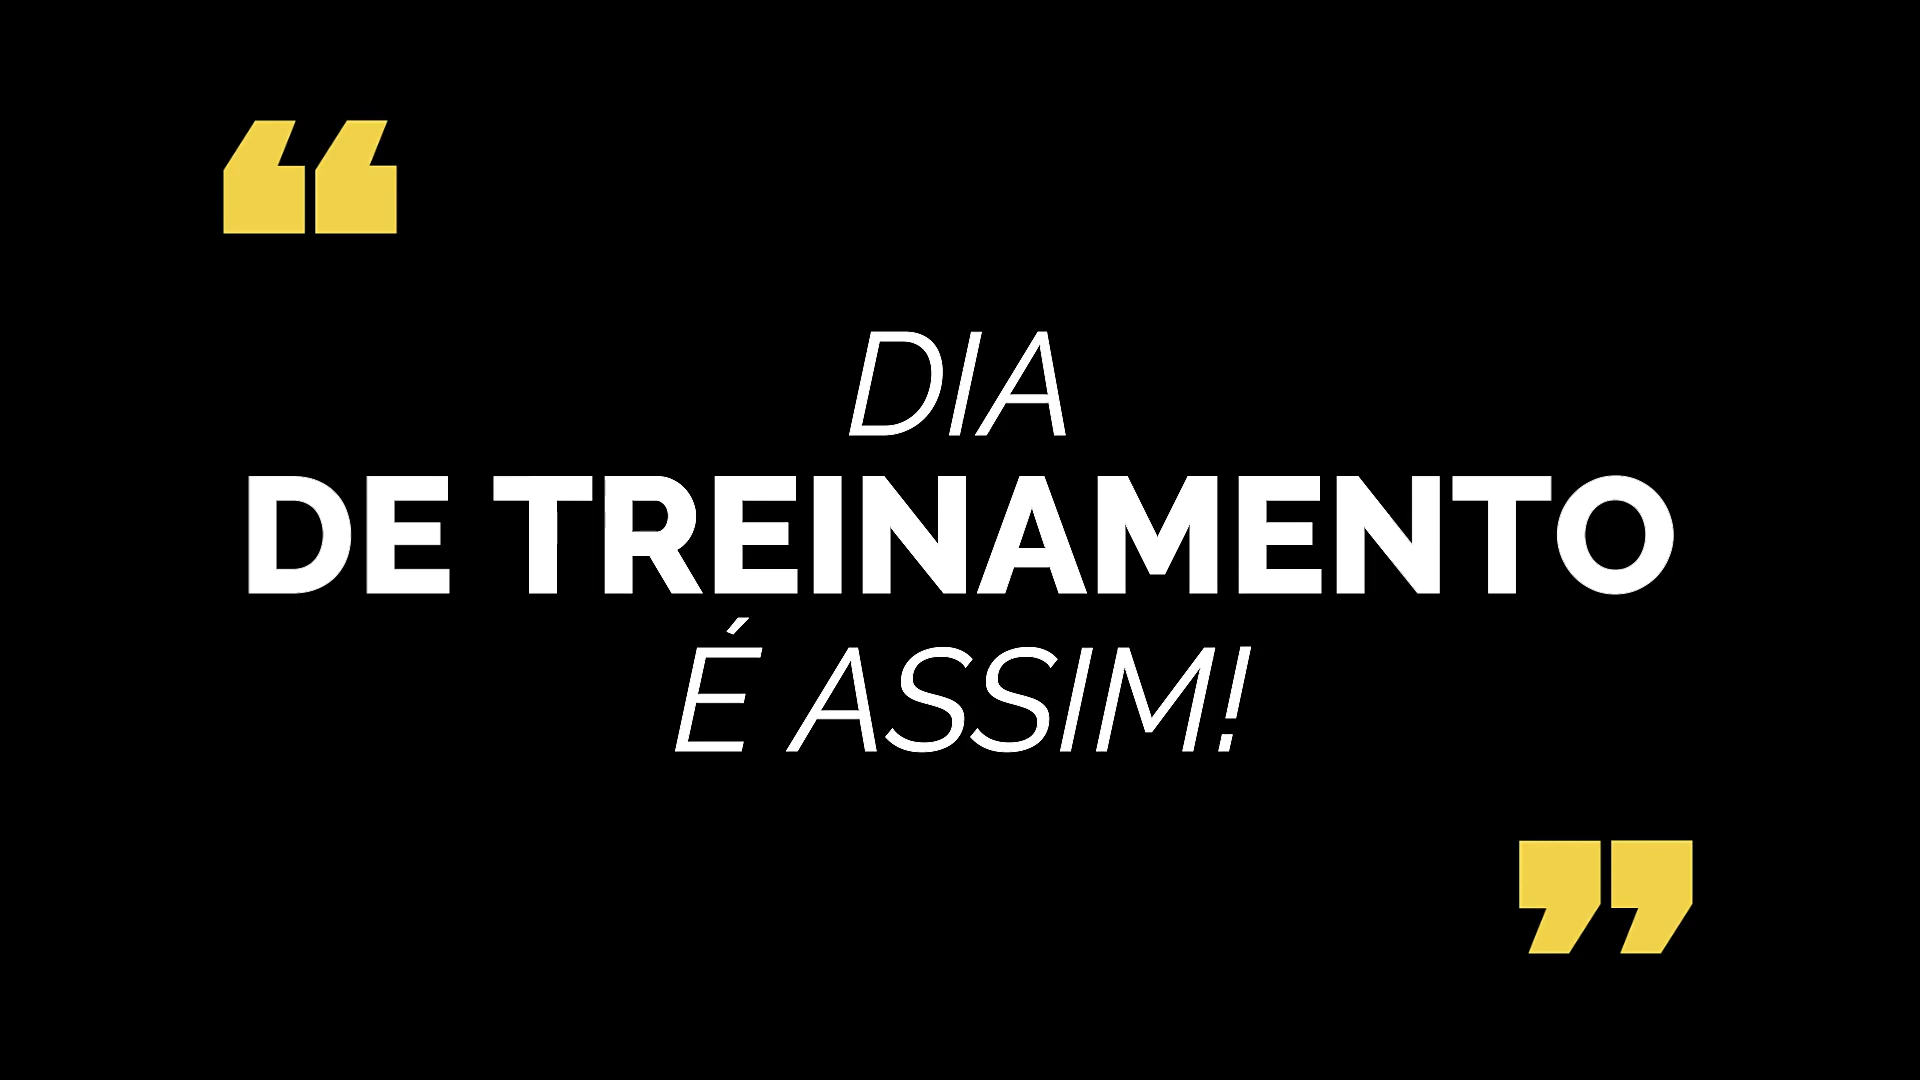 “
DIA
DE TREINAMENTO
É ASSIM!
”